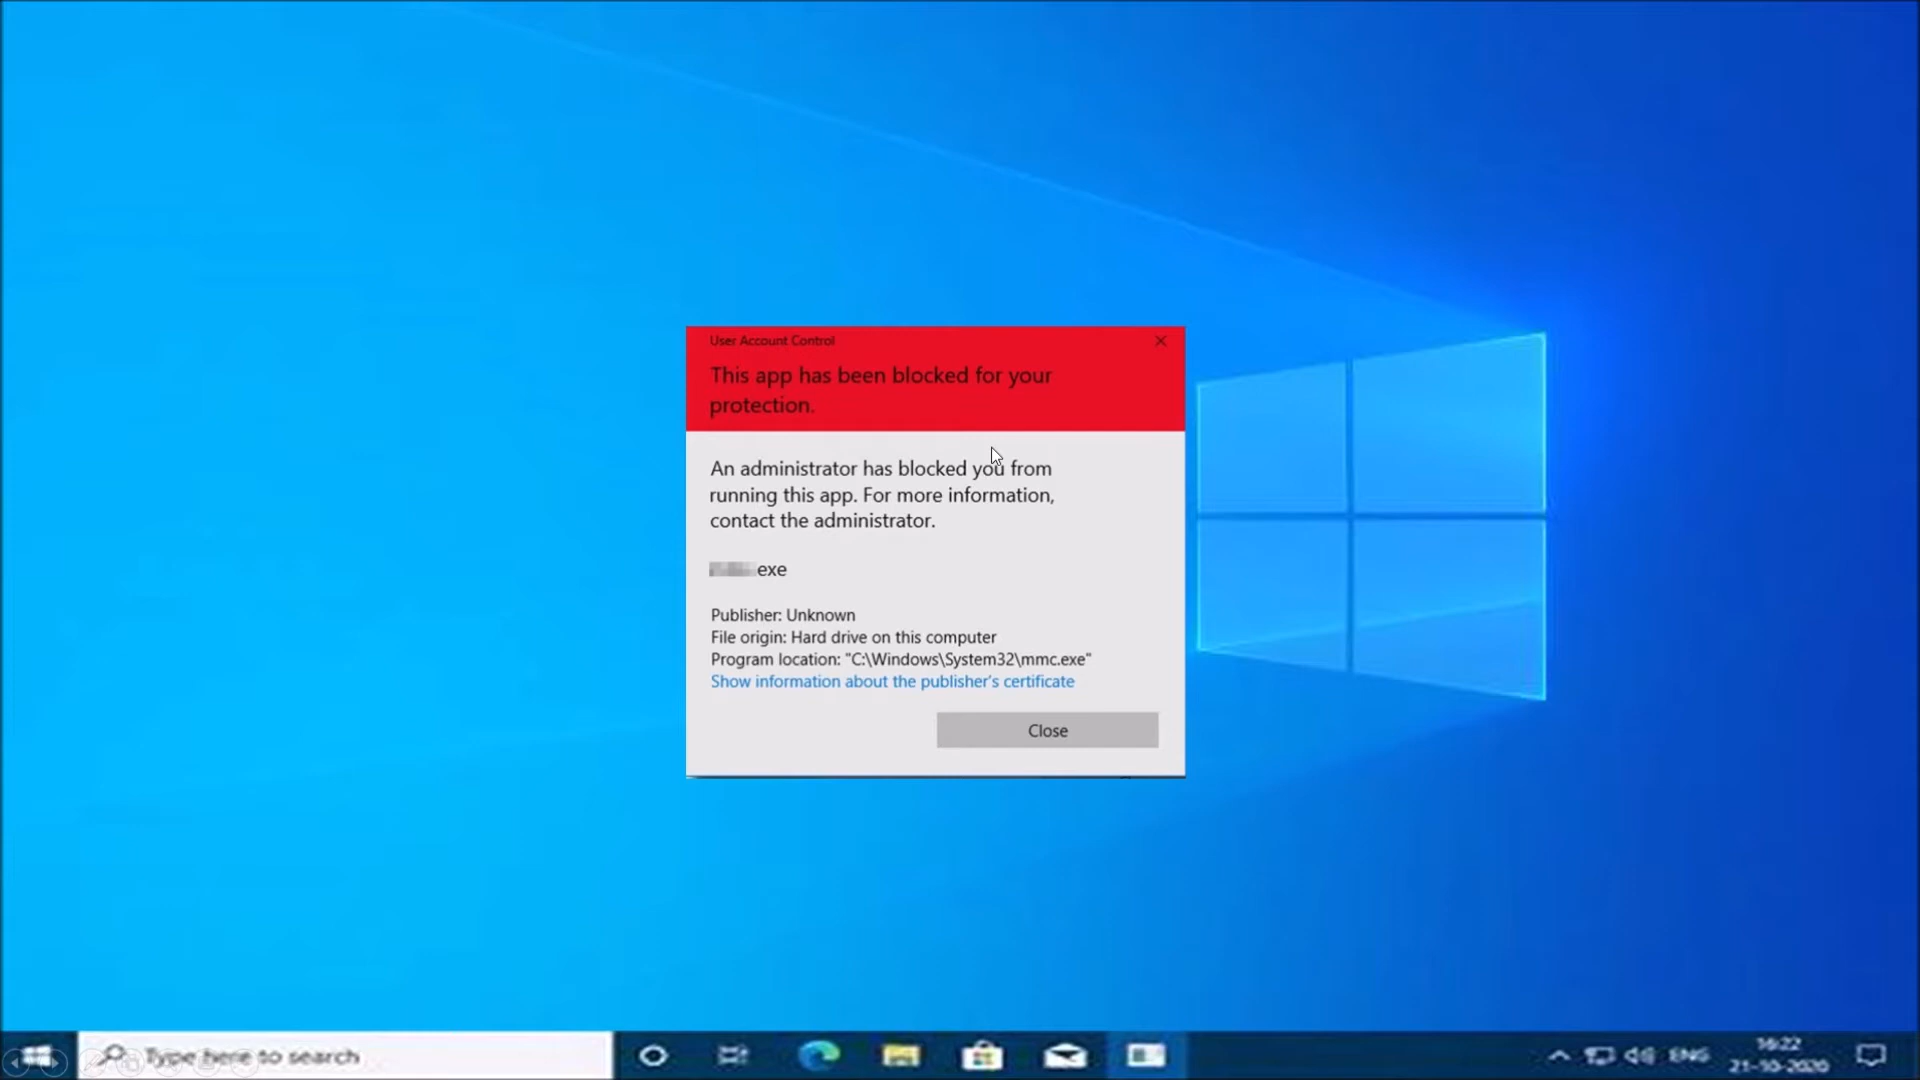 User Account Control
This app has been blocked for your
protection.
An administrator has blocked you from
running this app. For more information,
contact the administrator.
exe
Publisher: Unknown
File origin: Hard drive on this computer
Program location: "C:\Windows\System32\mmc.exe"
Show information about the publisher's certificate
Close
Type here to search
ENG
16:22
21-10-2020